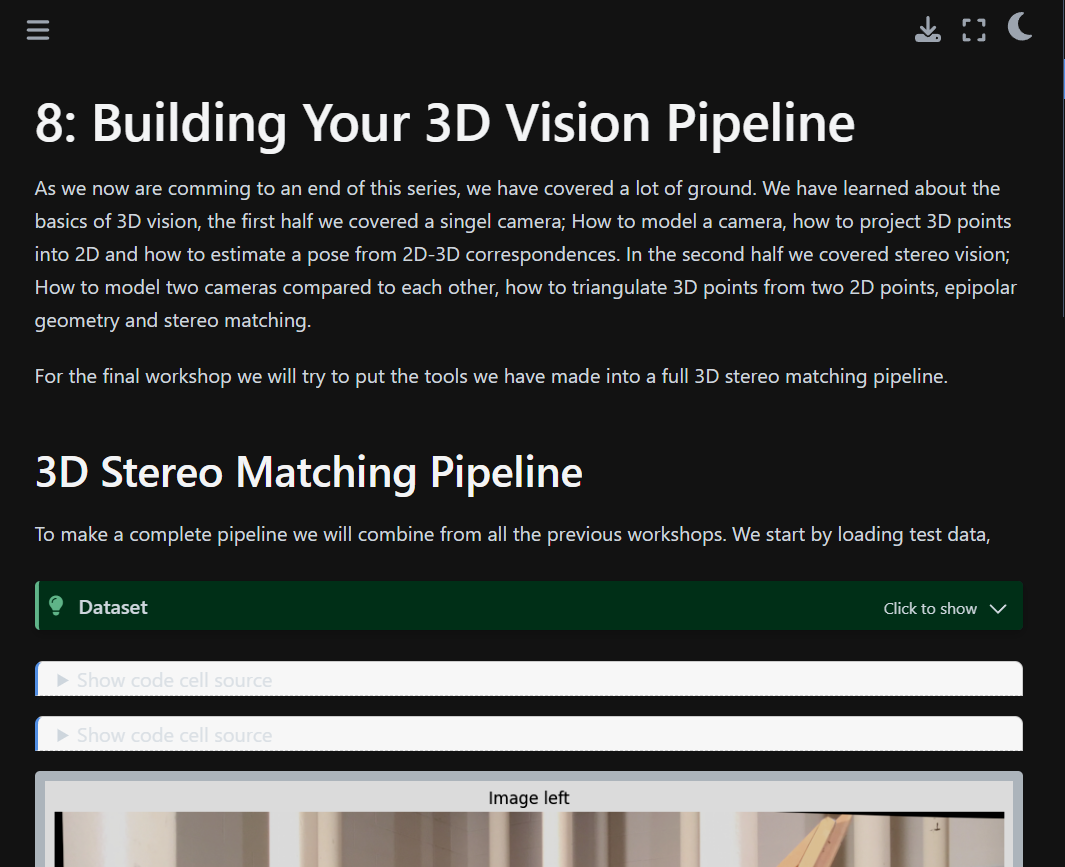 8: Building Your 3D Vision Pipeline
As we now are comming to an end of this series, we have covered a lot of ground. We have learned about the
basics of 3D vision, the first half we covered a singel camera; How to model a camera, how to project 3D points
into 2D and how to estimate a pose from 2D-3D correspondences. In the second half we covered stereo vision;
How to model two cameras compared to each other, how to triangulate 3D points from two 2D points, epipolar
geometry and stereo matching.
For the final workshop we will try to put the tools we have made into a full 3D stereo matching pipeline.
3D Stereo Matching Pipeline
To make a complete pipeline we will combine from all the previous workshops. We start by loading test data,
Dataset Click to show
Show code cell source
Show code cell source
Image left